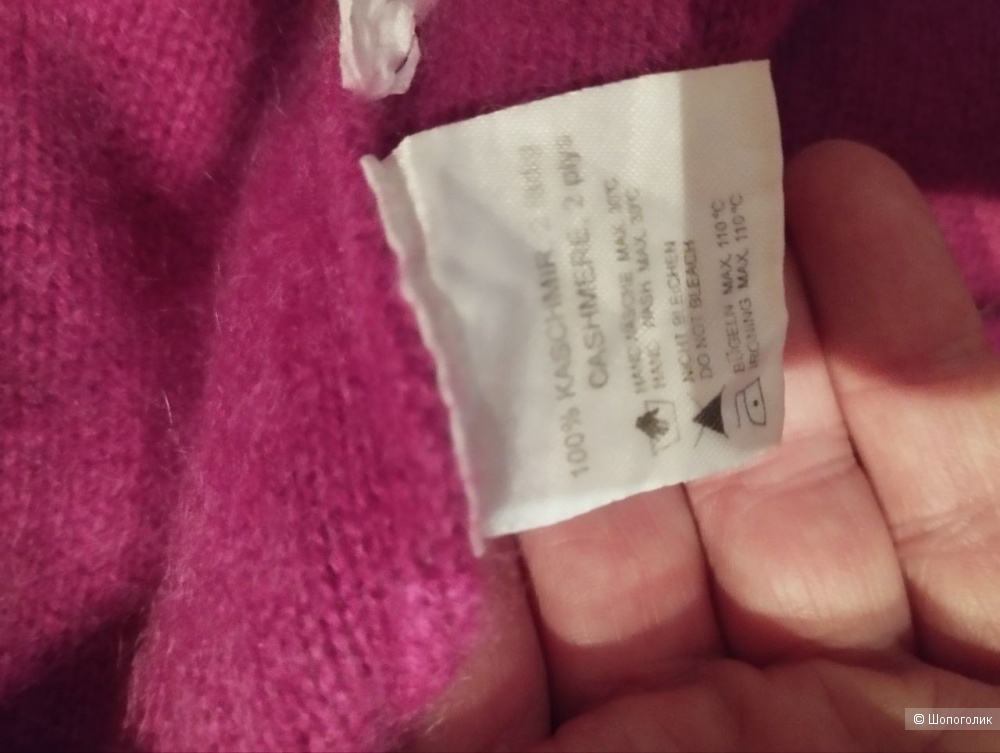 100% KASCHMIR 2
CASHMERE. 2 plys
HANDWÄSCHE MAX. 30°C
HAND WASH MAX. 30°C
NICHT BLEICHEN
DO NOT BLEACH
BÜGELN MAX. 110°C
IRONING MAX. 110°C
© Шопоголик